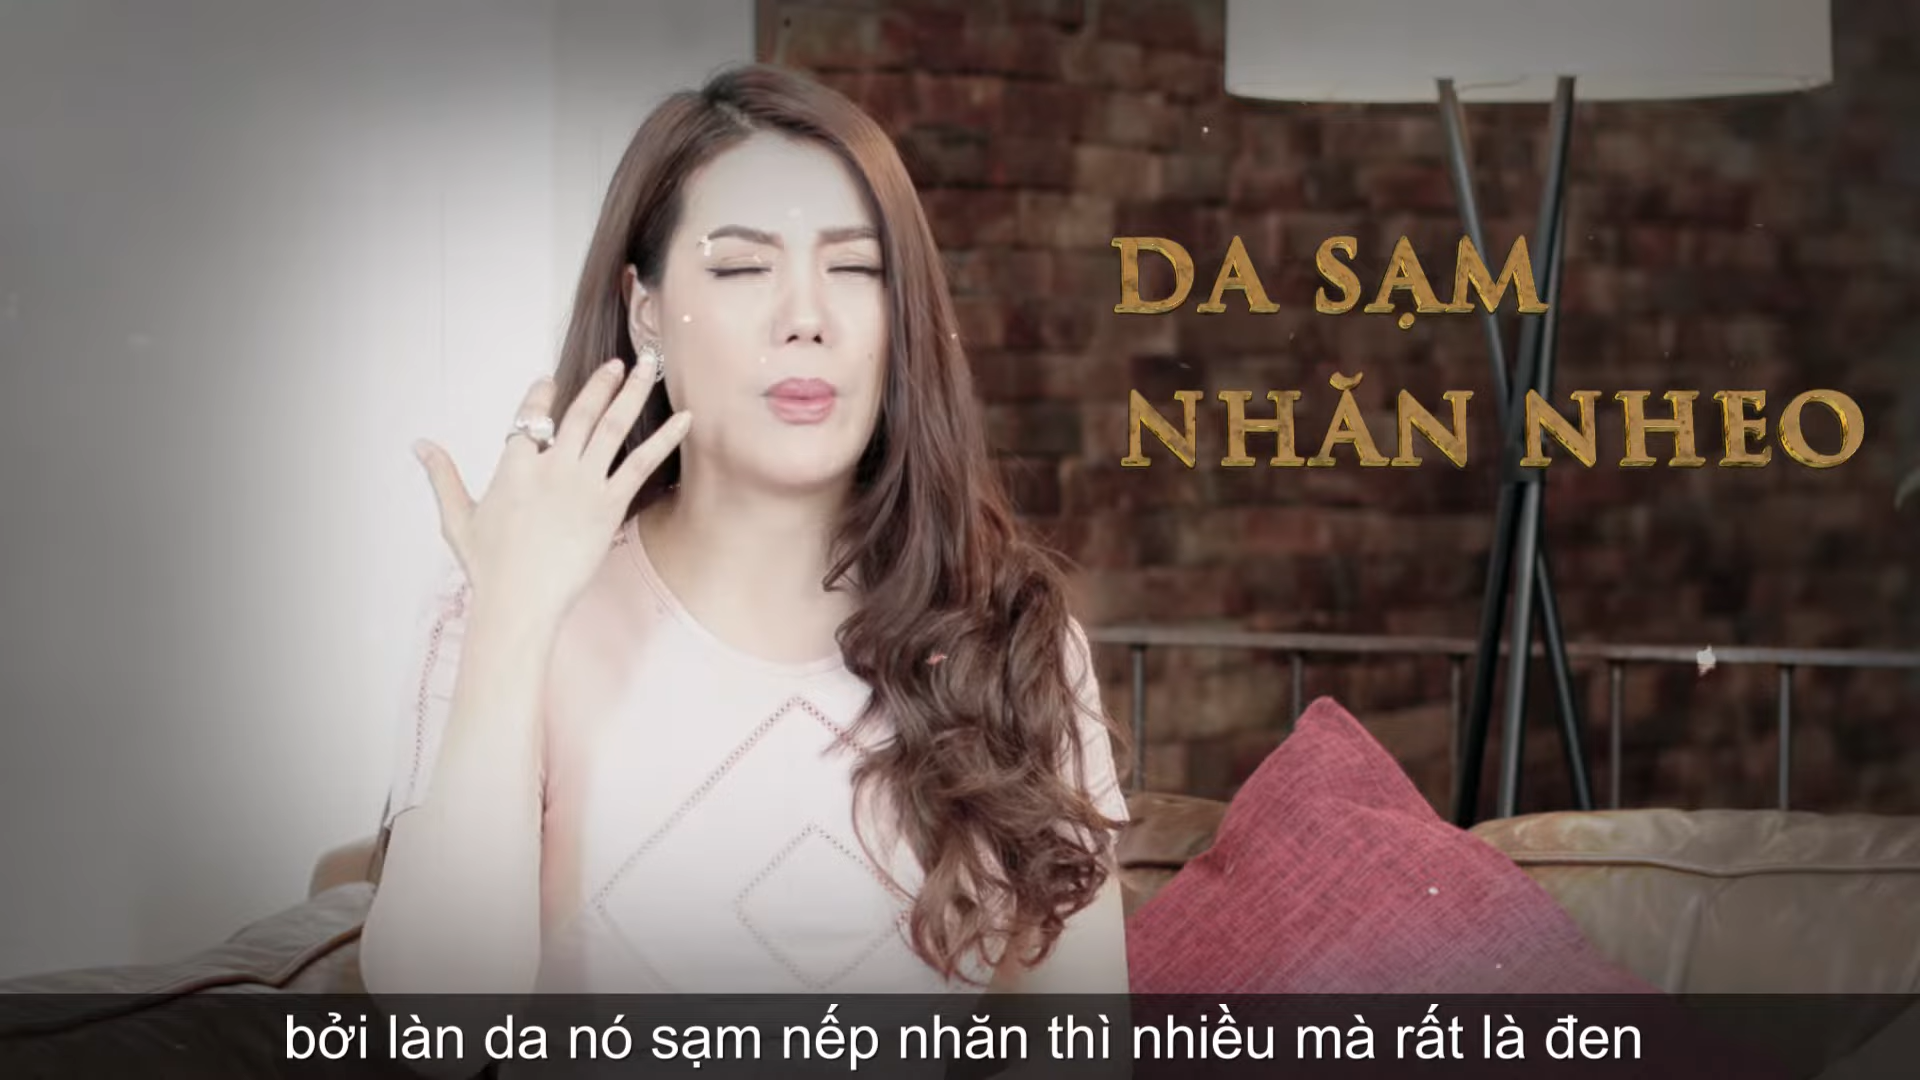 DA SẠM
NHĂN NHEO
bởi làn da nó sạm nếp nhăn thì nhiều mà rất là đen